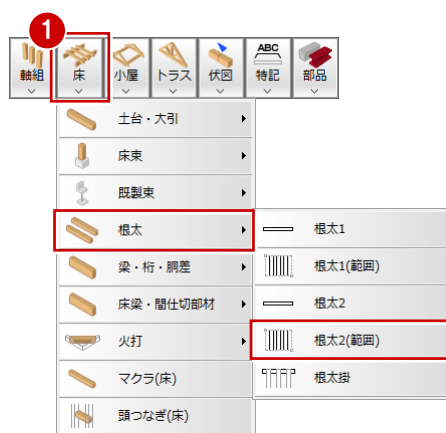 1
軸組
床
小屋
トラス
伏図
ABC
特記
部品
土台・大引
床束
既製束
根太
梁・桁・胴差
床梁・間仕切部材
火打
マクラ(床)
頭つなぎ(床)
根太1
根太1(範囲)
根太2
根太2(範囲)
根太掛